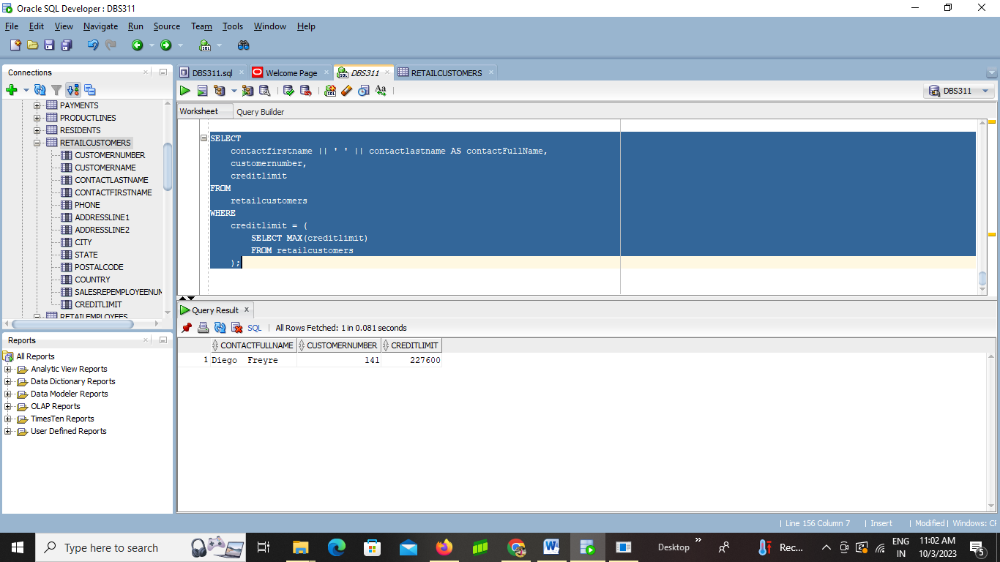 Oracle SQL Developer : DBS311
File Edit View Navigate Run Source Team Tools Window Help
Connections
DBS311.sql Welcome Page DBS311 RETAILCUSTOMERS
DBS311
Worksheet Query Builder
PAYMENTS
PRODUCTLINES
RESIDENTS
RETAILCUSTOMERS
CUSTOMERNUMBER
CUSTOMERNAME
CONTACTLASTNAME
CONTACTFIRSTNAME
PHONE
ADDRESSLINE1
ADDRESSLINE2
CITY
STATE
POSTALCODE
COUNTRY
SALESREPEMPLOYEENUM
CREDITLIMIT
RETAILEMPLOYEES
SELECT
contactfirstname || ' ' || contactlastname AS contactFullName,
customernumber,
creditlimit
FROM
retailcustomers
WHERE
creditlimit = (
SELECT MAX(creditlimit)
FROM retailcustomers
);
Query Result x
SQL | All Rows Fetched: 1 in 0.081 seconds
CONTACTFULLNAME CUSTOMERNUMBER CREDITLIMIT
1 Diego  Freyre 141 227600
Reports
All Reports
Analytic View Reports
Data Dictionary Reports
Data Modeler Reports
OLAP Reports
TimesTen Reports
User Defined Reports
| Line 156 Column 7 | Insert | Modified | Windows: CF
Type here to search
Desktop
Rec...
ENG
IN
11:02 AM
10/3/2023
5